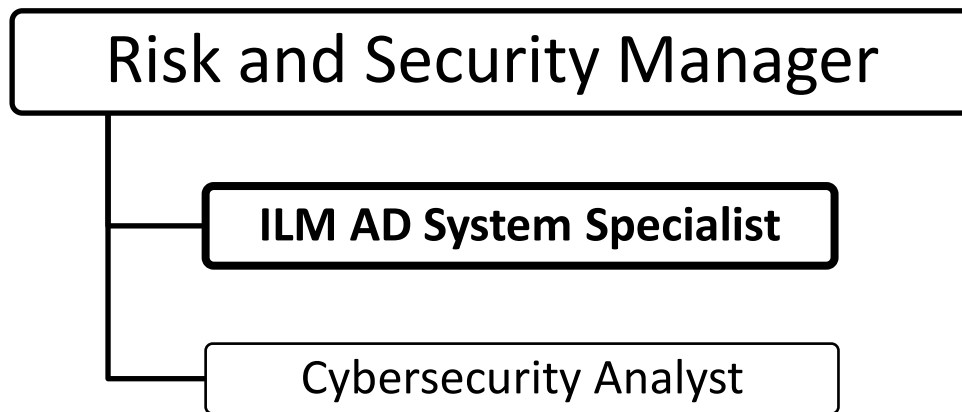 Risk and Security Manager
ILM AD System Specialist
Cybersecurity Analyst